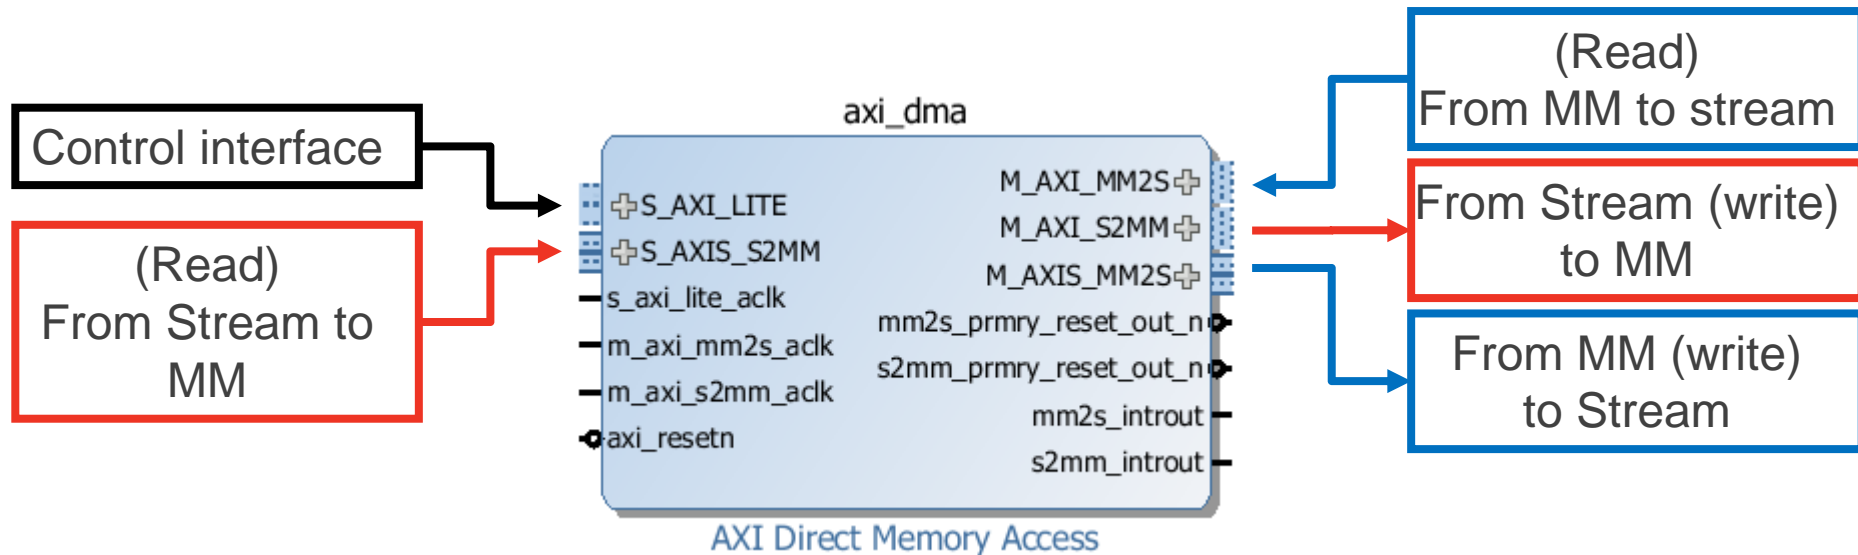 axi_dma
Control interface
(Read)
From Stream to
MM
S_AXI_LITE
S_AXIS_S2MM
s_axi_lite_aclk
m_axi_mm2s_aclk
m_axi_s2mm_aclk
axi_resetn
M_AXI_MM2S
M_AXI_S2MM
M_AXIS_MM2S
mm2s_prmry_reset_out_n
s2mm_prmry_reset_out_n
mm2s_introut
s2mm_introut
AXI Direct Memory Access
(Read)
From MM to stream
From Stream (write)
to MM
From MM (write)
to Stream